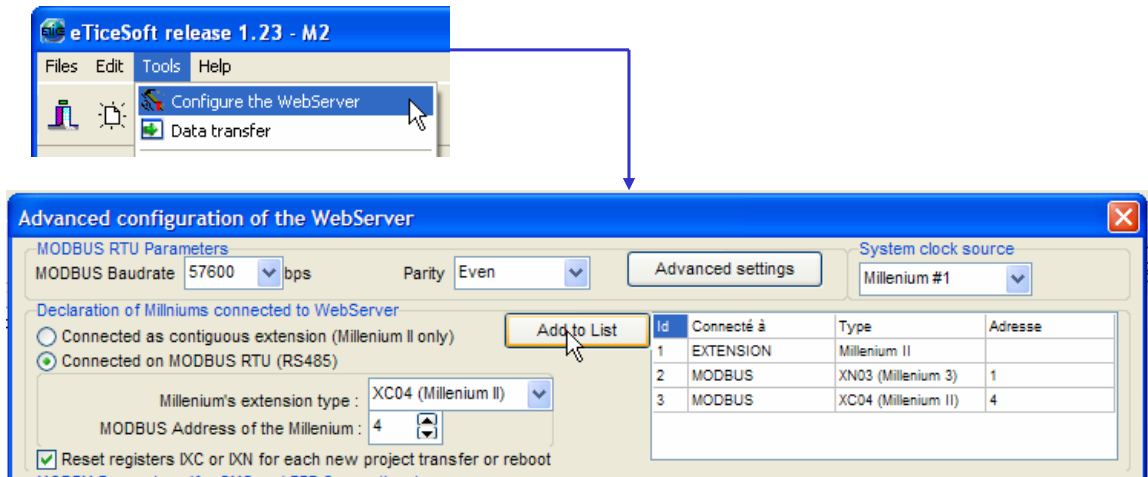 eTiceSoft release 1.23 - M2
Files Edit Tools Help
Configure the WebServer
Data transfer
Advanced configuration of the WebServer
MODBUS RTU Parameters
System clock source
MODBUS Baudrate 57600 bps Parity Even Advanced settings
Millenium #1
Declaration of Millniums connected to WebServer
Connected as contiguous extension (Millenium II only)
Add to List
Connected on MODBUS RTU (RS485)
Id Connecté à Type Adresse
1 EXTENSION Millenium II
2 MODBUS XN03 (Millenium 3) 1
3 MODBUS XC04 (Millenium II) 4
Millenium's extension type : XC04 (Millenium II)
MODBUS Address of the Millenium : 4
Reset registers IXC or IXN for each new project transfer or reboot